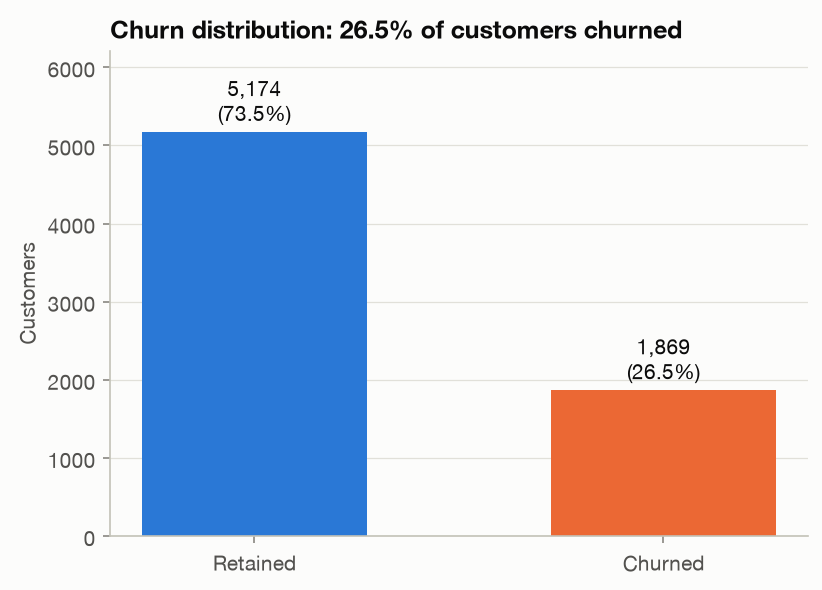 Churn distribution: 26.5% of customers churned
6000
5000
4000
3000
2000
1000
0
Customers
5,174
(73.5%)
1,869
(26.5%)
Retained
Churned